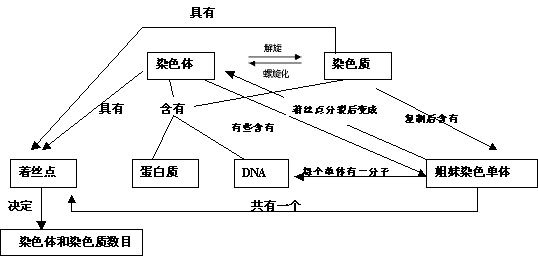 具有
解旋
染色体
染色质
螺旋化
具有
含有
着丝点分裂后变成
复制后含有
有些含有
着丝点
蛋白质
DNA
每个单体有一分子
姐妹染色单体
决定
共有一个
染色体和染色质数目